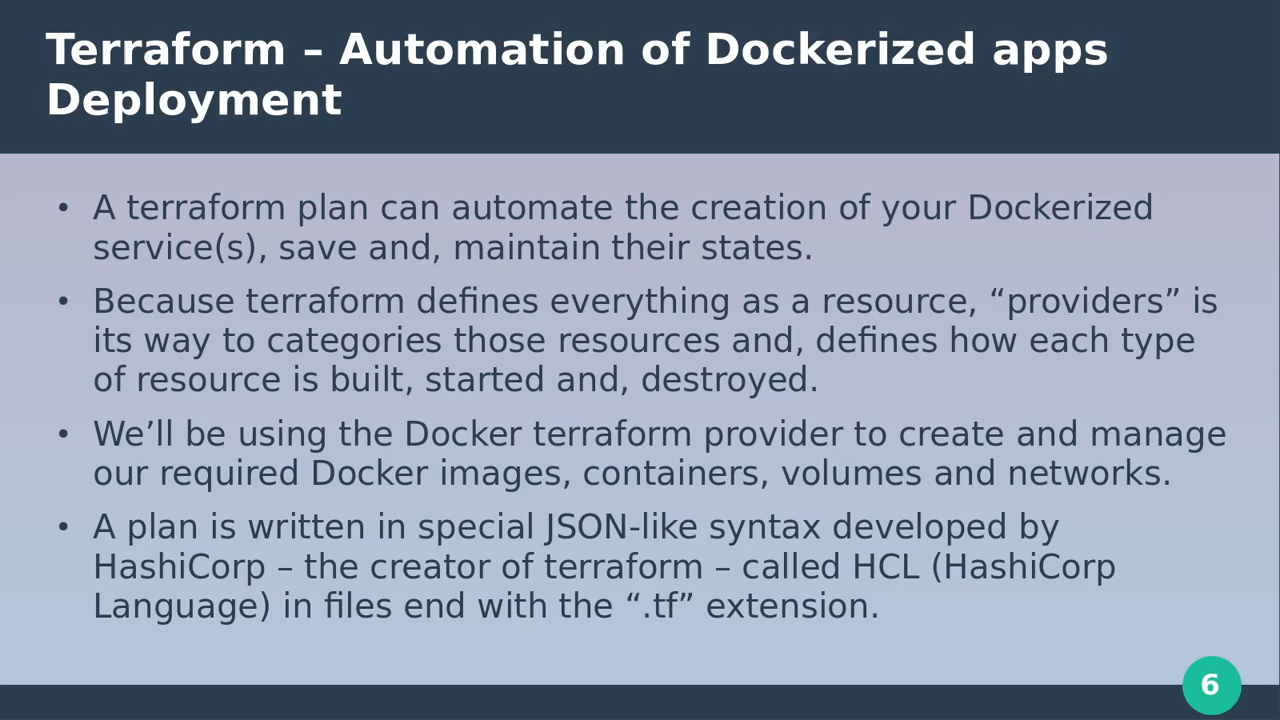 Terraform – Automation of Dockerized apps
Deployment
• A terraform plan can automate the creation of your Dockerized
service(s), save and, maintain their states.
• Because terraform defines everything as a resource, “providers” is
its way to categories those resources and, defines how each type
of resource is built, started and, destroyed.
• We’ll be using the Docker terraform provider to create and manage
our required Docker images, containers, volumes and networks.
• A plan is written in special JSON-like syntax developed by
HashiCorp – the creator of terraform – called HCL (HashiCorp
Language) in files end with the “.tf” extension.
6